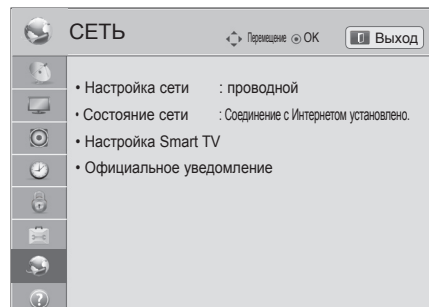 СЕТЬ Перемещение OK Выход
• Настройка сети : проводной
• Состояние сети : Соединение с Интернетом установлено.
• Настройка Smart TV
• Официальное уведомление